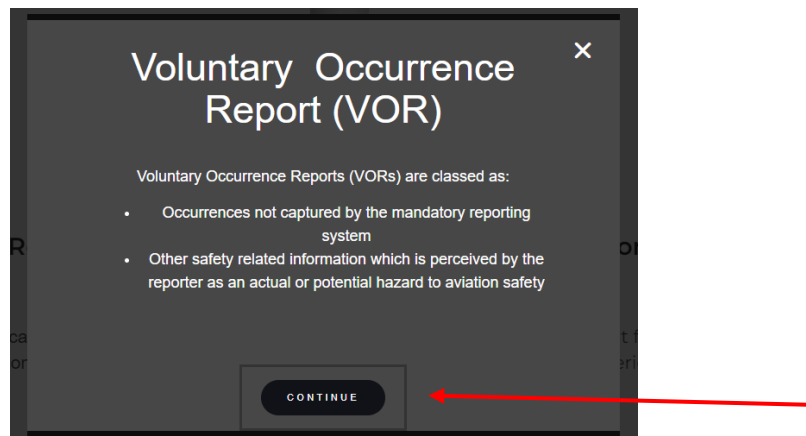 Voluntary Occurrence
Report (VOR)
Voluntary Occurrence Reports (VORs) are classed as:
• Occurrences not captured by the mandatory reporting
system
• Other safety related information which is perceived by the
reporter as an actual or potential hazard to aviation safety
CONTINUE